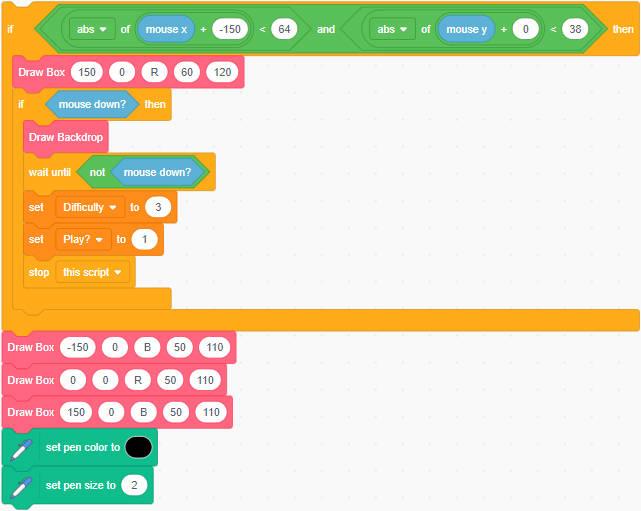 if abs of mouse x + -150 < 64 and abs of mouse y + 0 < 38 then
Draw Box 150 0 R 60 120
if mouse down? then
Draw Backdrop
wait until not mouse down?
set Difficulty to 3
set Play? to 1
stop this script
Draw Box -150 0 B 50 110
Draw Box 0 0 R 50 110
Draw Box 150 0 B 50 110
set pen color to
set pen size to 2